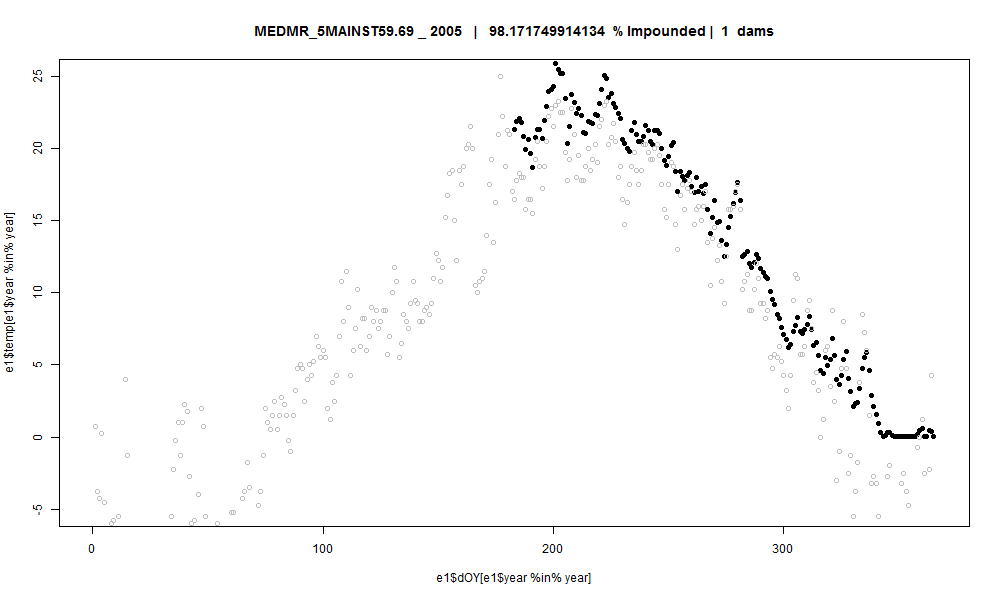 MEDMR_5MAINST59.69 _ 2005 | 98.171749914134 % Impounded | 1 dams
25
20
15
10
5
0
-5
e1$temp[e1$year %in% year]
0 100 200 300
e1$dOY[e1$year %in% year]